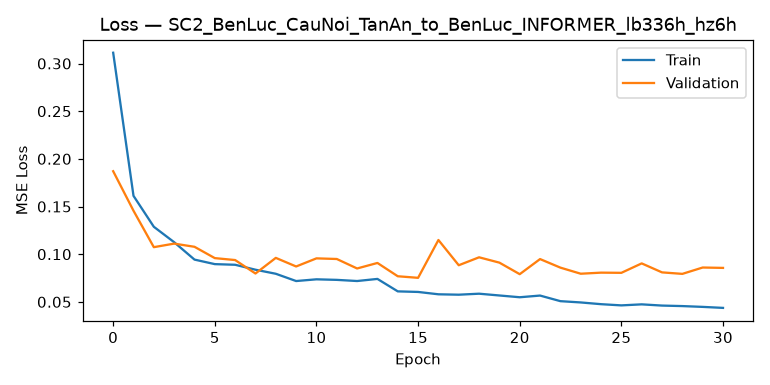 Loss — SC2_BenLuc_CauNoi_TanAn_to_BenLuc_INFORMER_lb336h_hz6h
Train
Validation
MSE Loss
0.30
0.25
0.20
0.15
0.10
0.05
0 5 10 15 20 25 30
Epoch